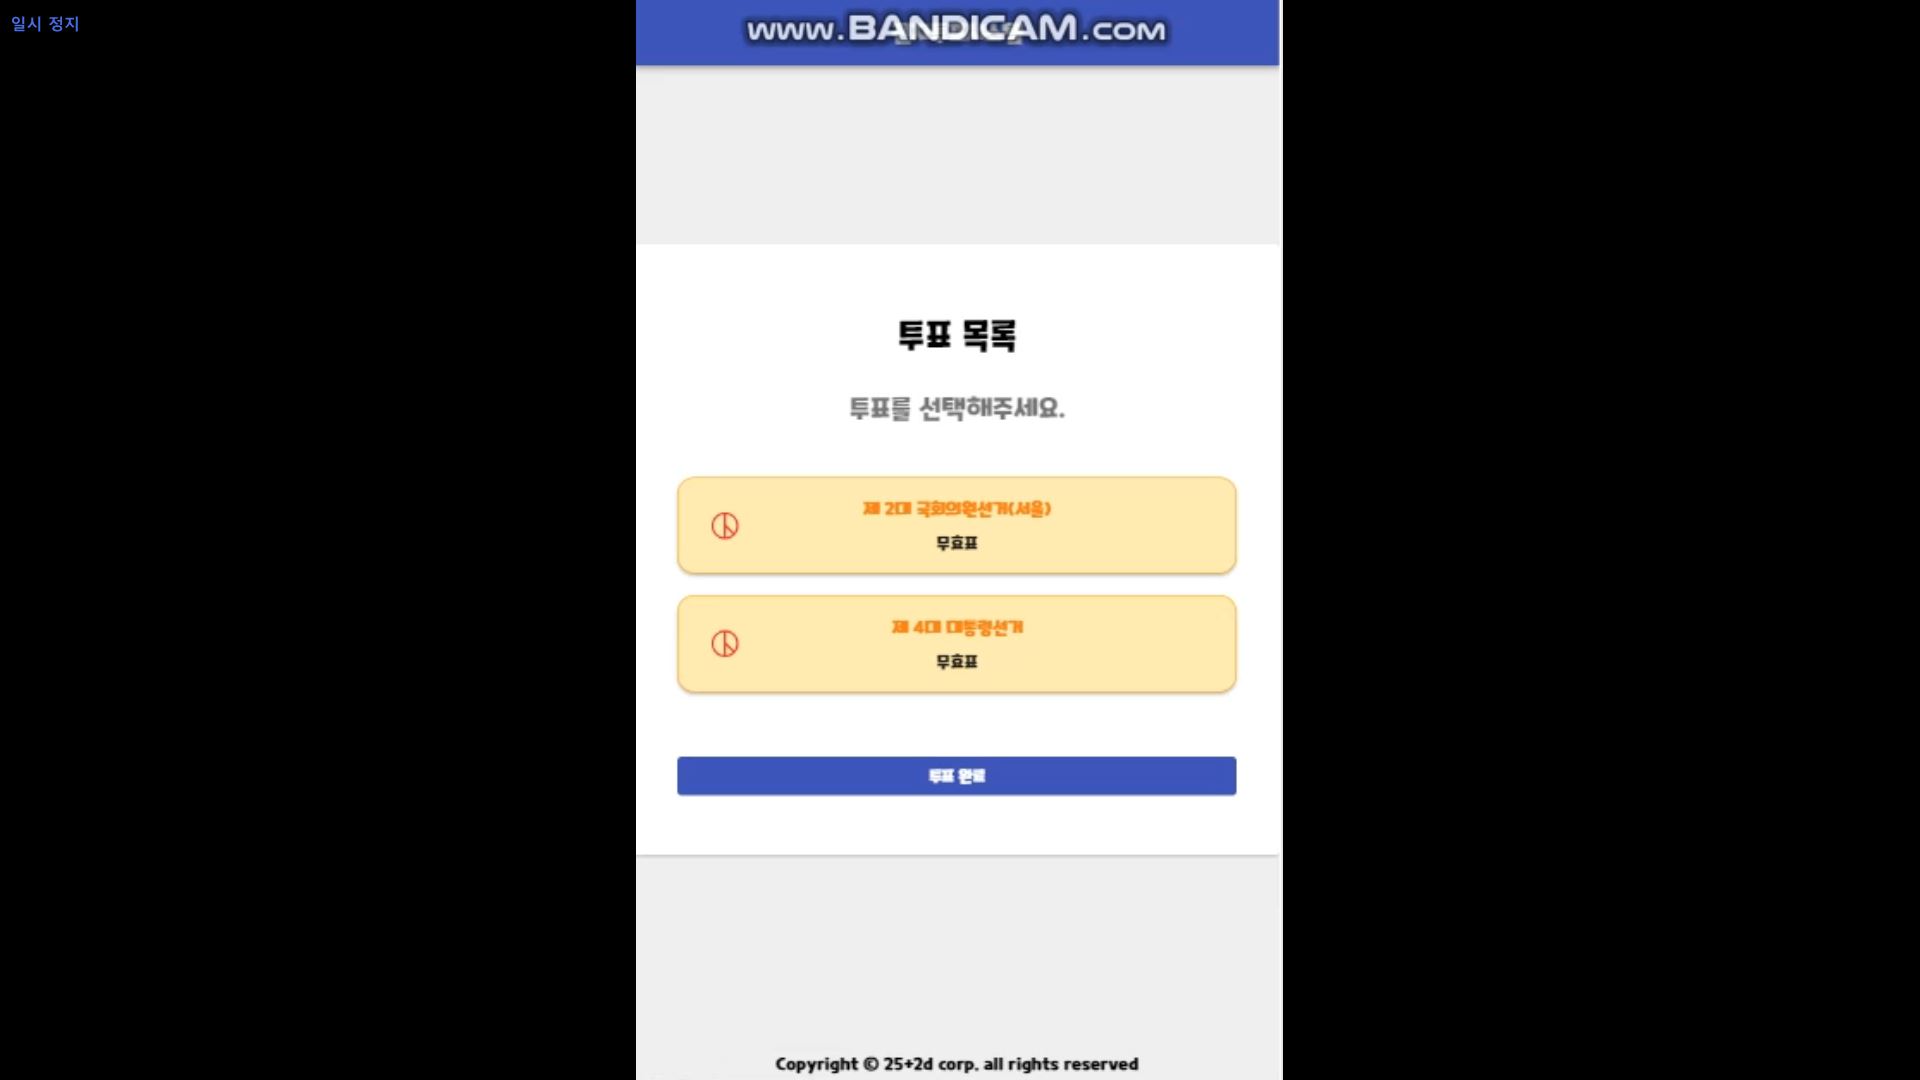 일시 정지
www.BANDICAM.com
투표 목록
투표를 선택해주세요.
제 2대 국회의원선거(서울)
무효표
제 4대 대통령선거
무효표
투표 완료
Copyright © 25+2d corp. all rights reserved